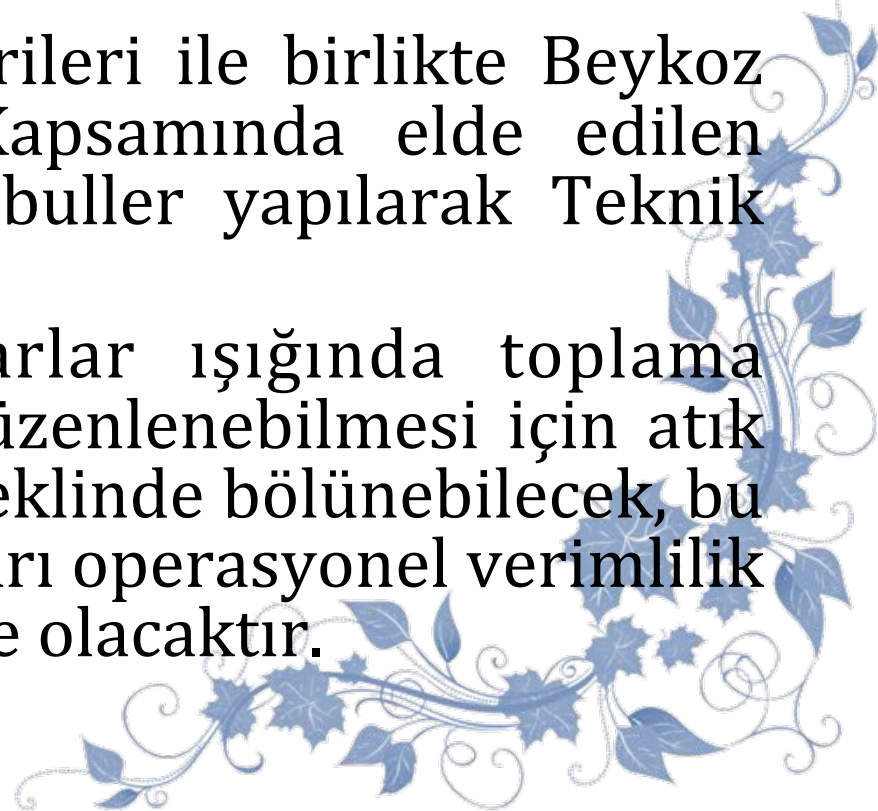 rileri ile birlikte Beykoz
Kapsamında elde edilen
buller yapılarak Teknik
arlar ışığında toplama
üzenlenebilmesi için atık
eklinde bölünebilecek, bu
arı operasyonel verimlilik
e olacaktır.